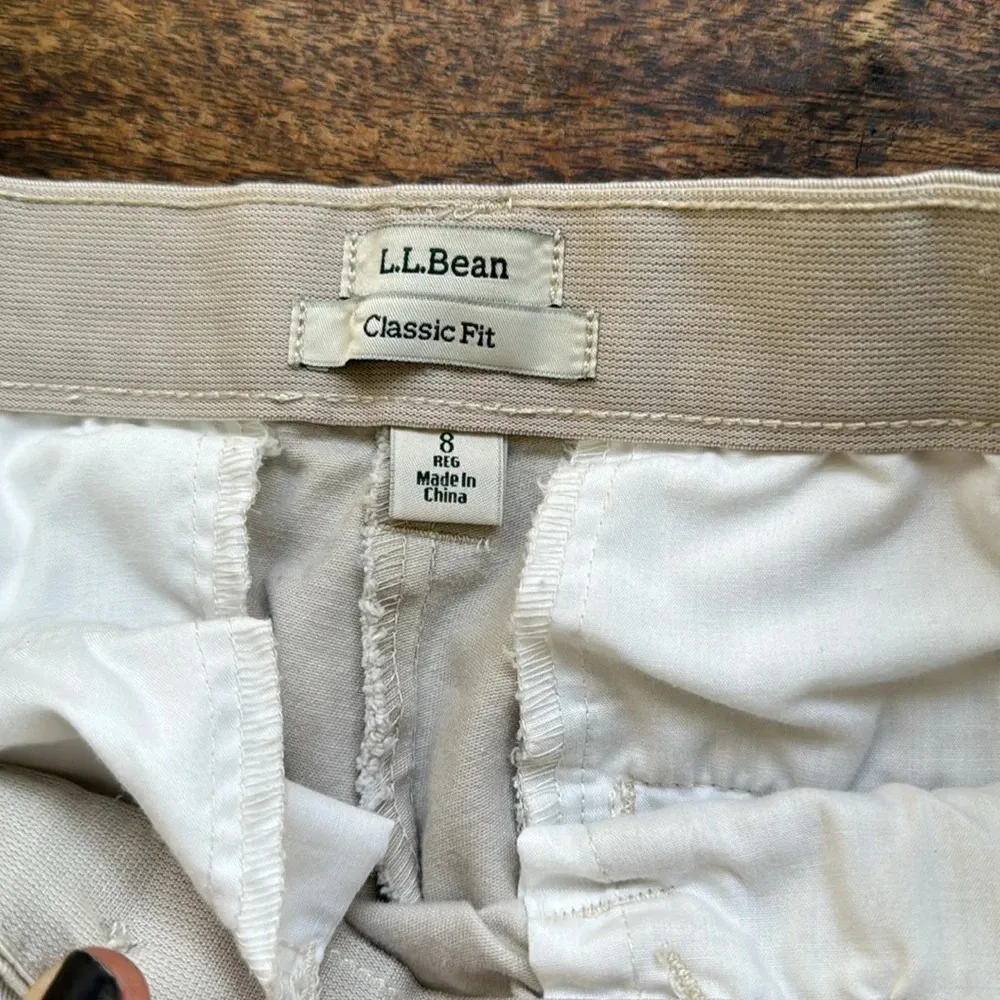 L.L.Bean
Classic Fit
8
REG
Made In
China